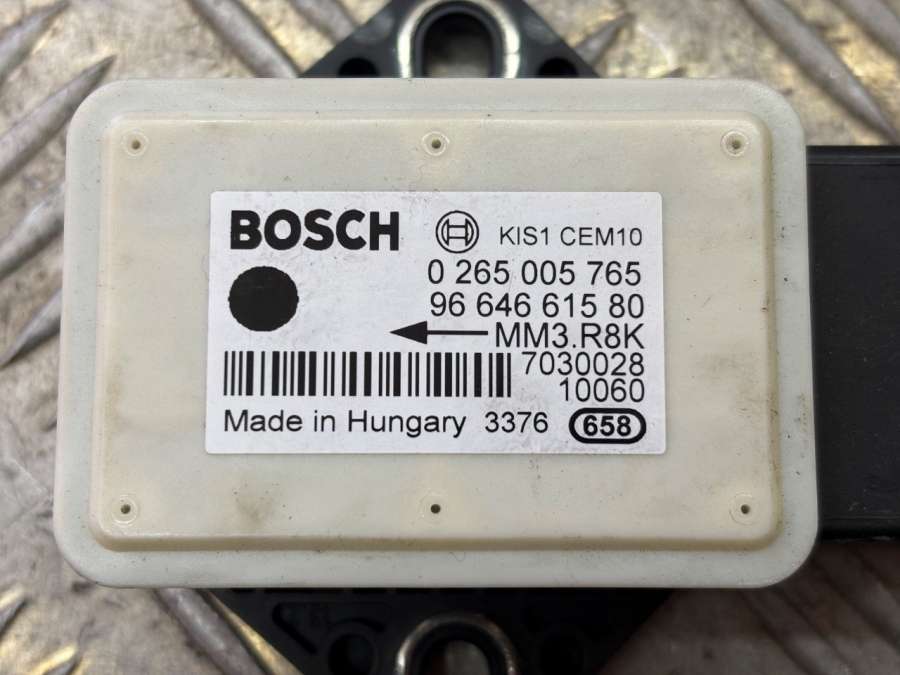 BOSCH KIS1 CEM10
0 265 005 765
96 646 615 80
MM3.R8K
7030028
10060
Made in Hungary 3376 658